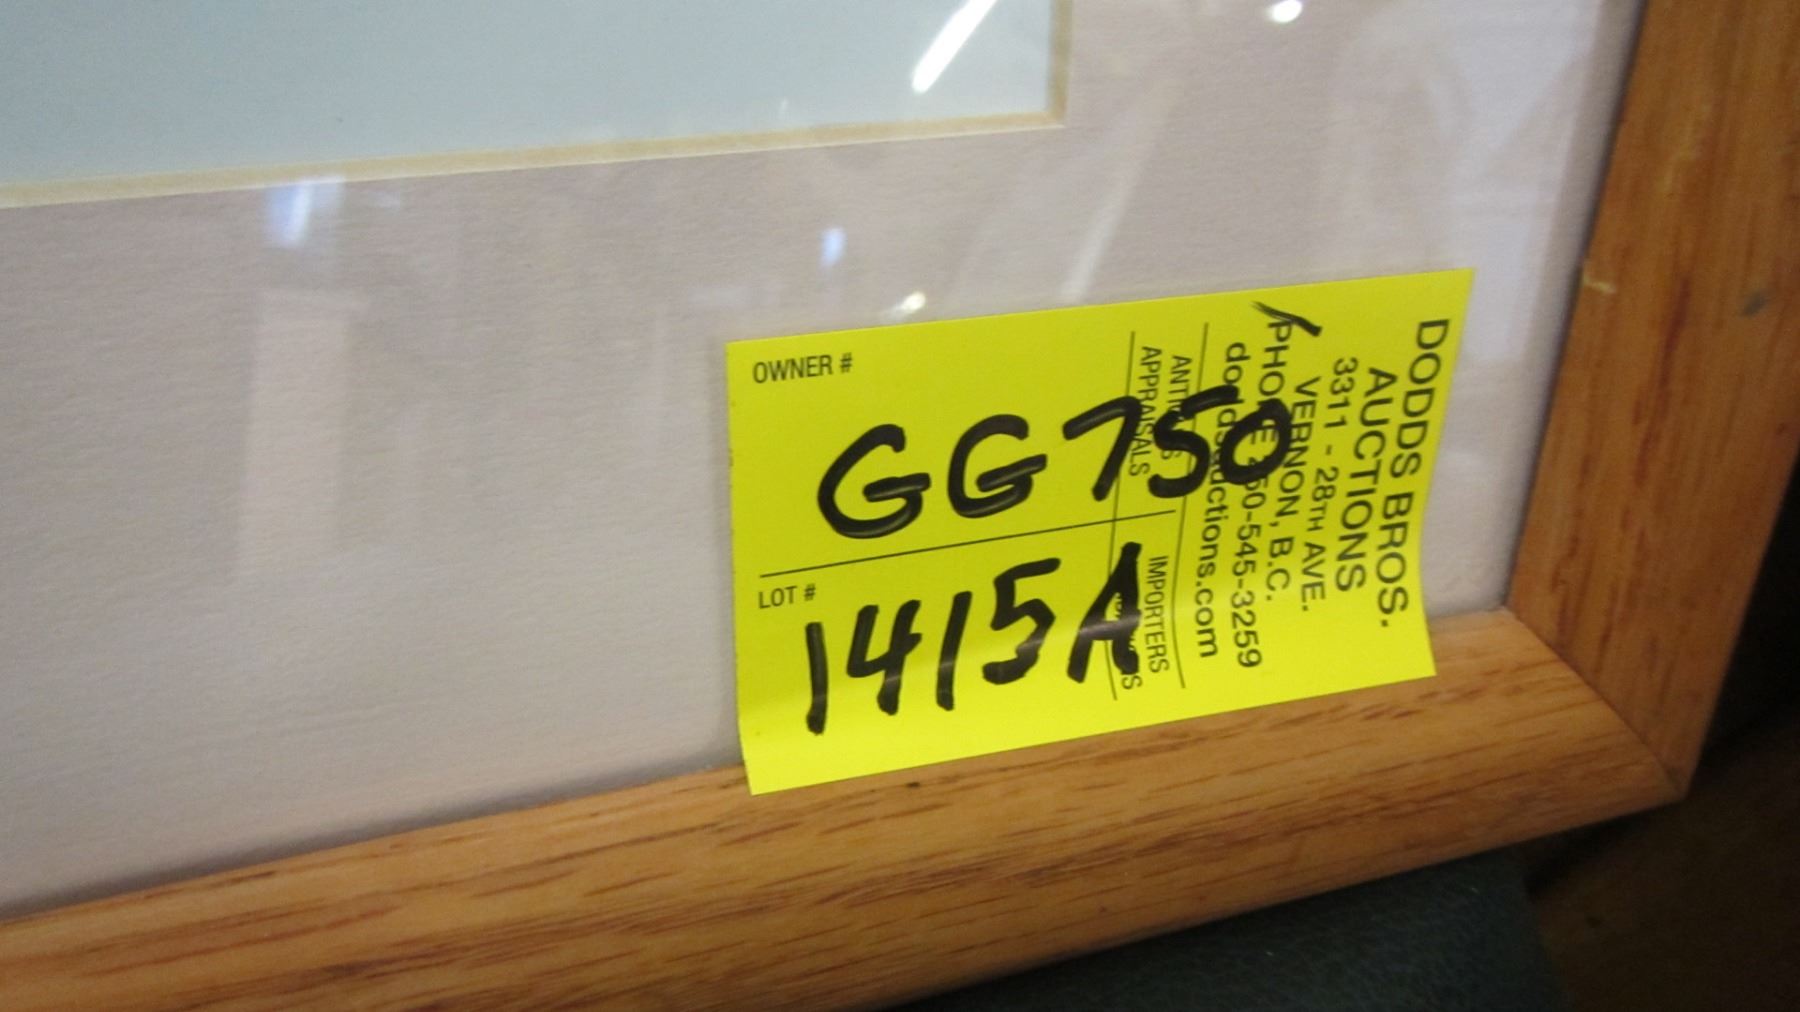 OWNER #
GG750
LOT #
1415A
DODDS BROS.
AUCTIONS
3311 - 28TH AVE.
VERNON, B.C.
PHONE 250-545-3259
doddsauctions.com
ANTIQUES IMPORTERS
APPRAISALS